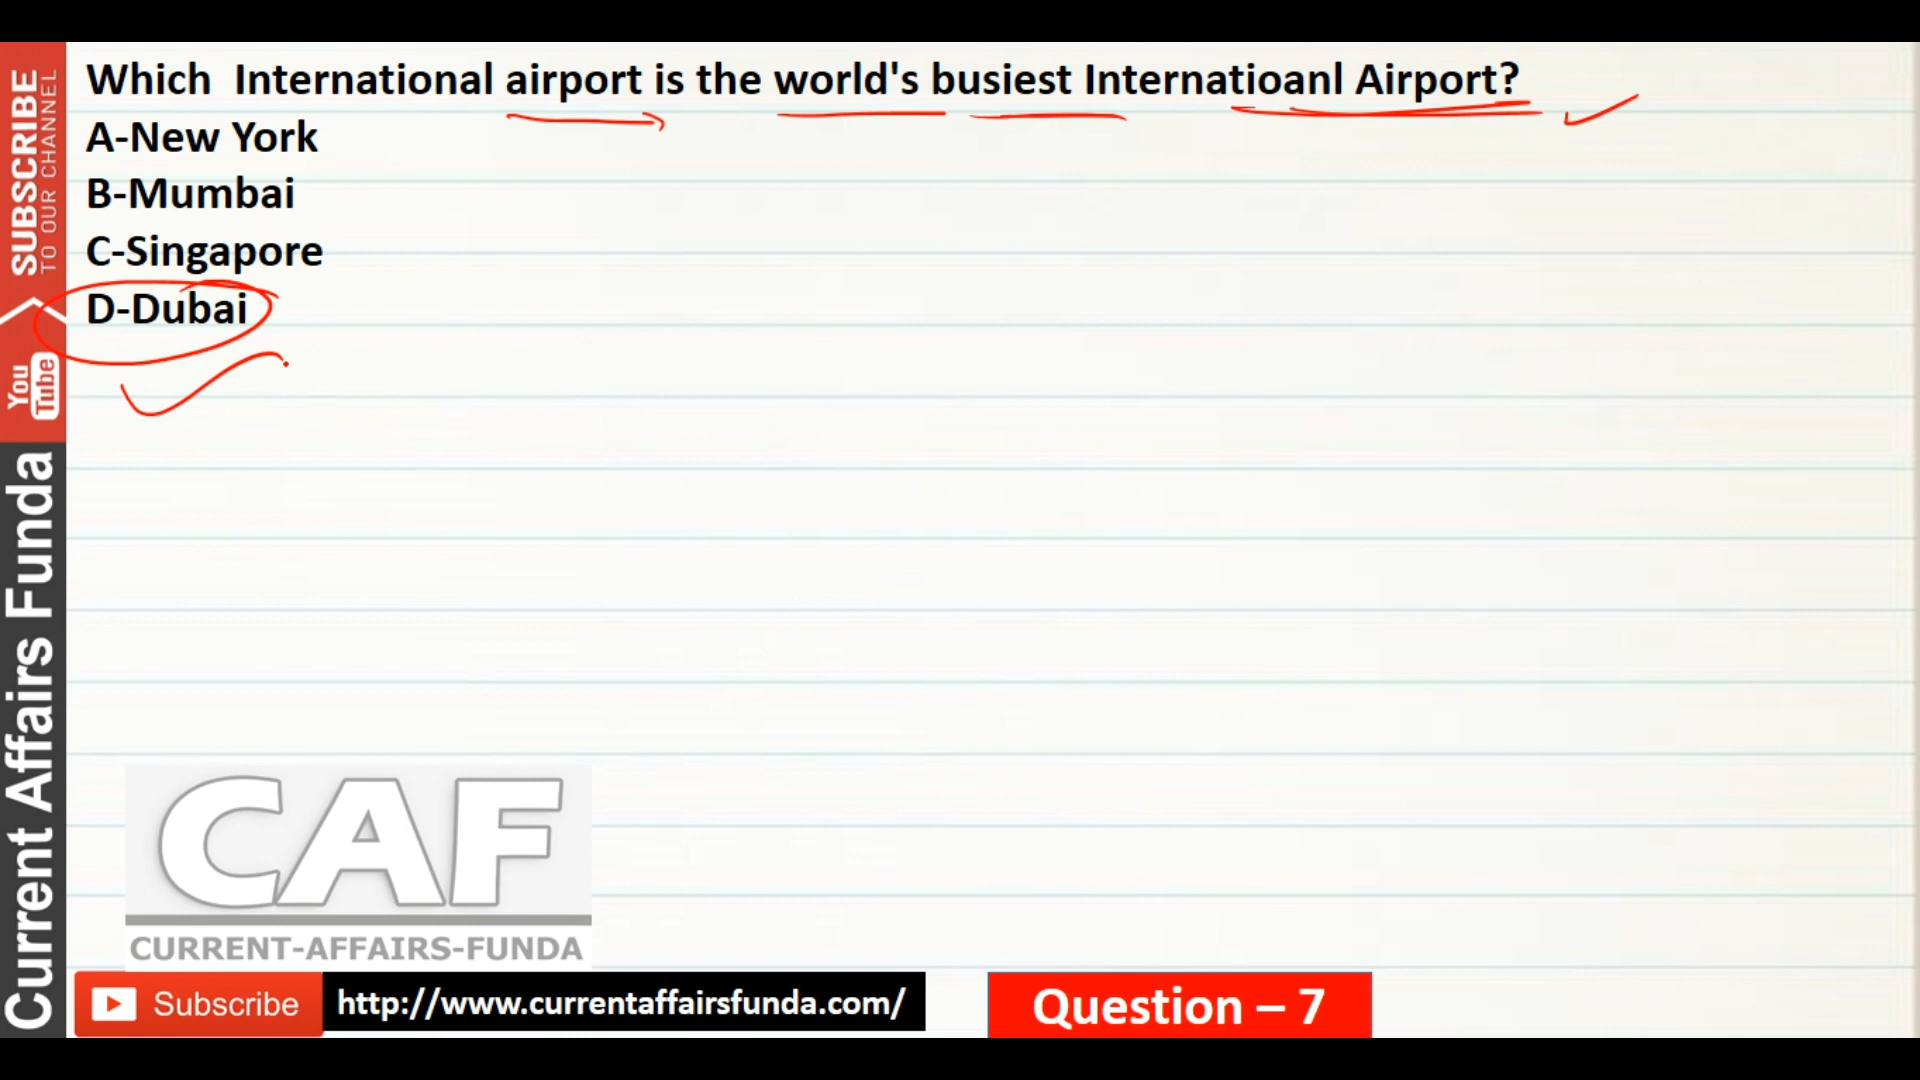 Which  International airport is the world's busiest Internatioanl Airport?
A-New York
B-Mumbai
C-Singapore
D-Dubai
SUBSCRIBE
TO OUR CHANNEL
You Tube
Current Affairs Funda
CAF
CURRENT-AFFAIRS-FUNDA
Subscribe
http://www.currentaffairsfunda.com/
Question – 7